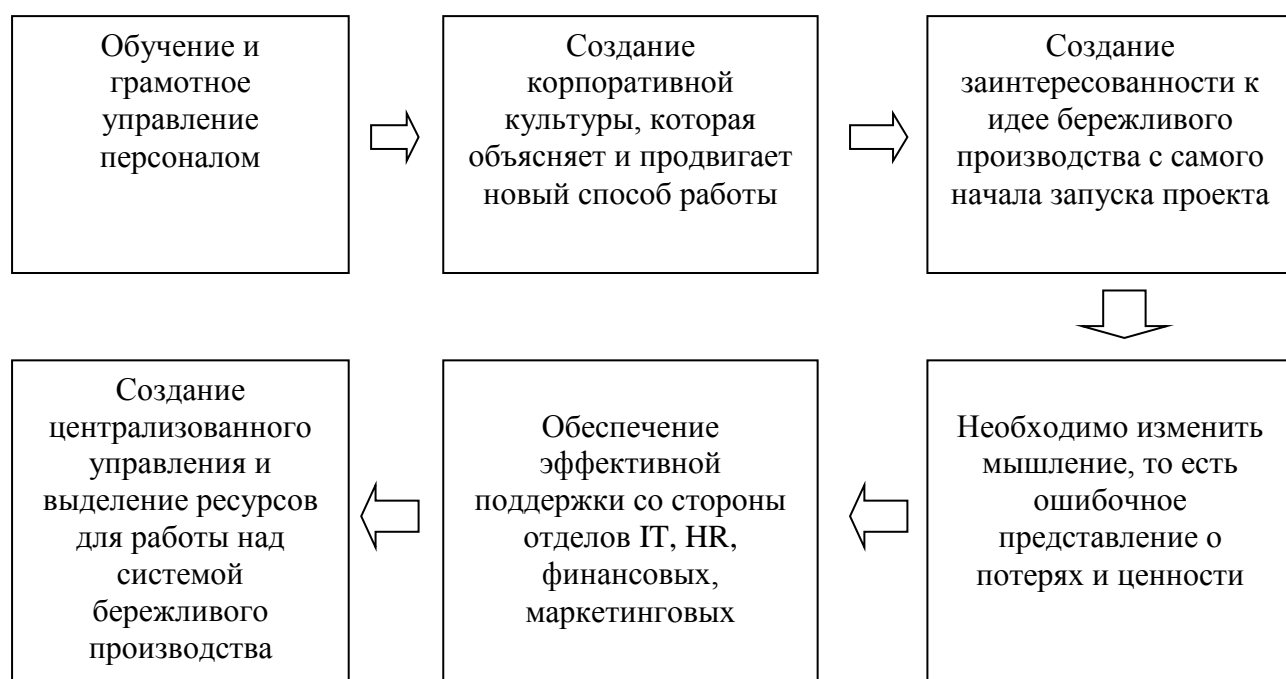 Обучение и
грамотное
управление
персоналом
Создание
корпоративной
культуры, которая
объясняет и продвигает
новый способ работы
Создание
заинтересованности к
идее бережливого
производства с самого
начала запуска проекта
Необходимо изменить
мышление, то есть
ошибочное
представление о
потерях и ценности
Обеспечение
эффективной
поддержки со стороны
отделов IT, HR,
финансовых,
маркетинговых
Создание
централизованного
управления и
выделение ресурсов
для работы над
системой
бережливого
производства